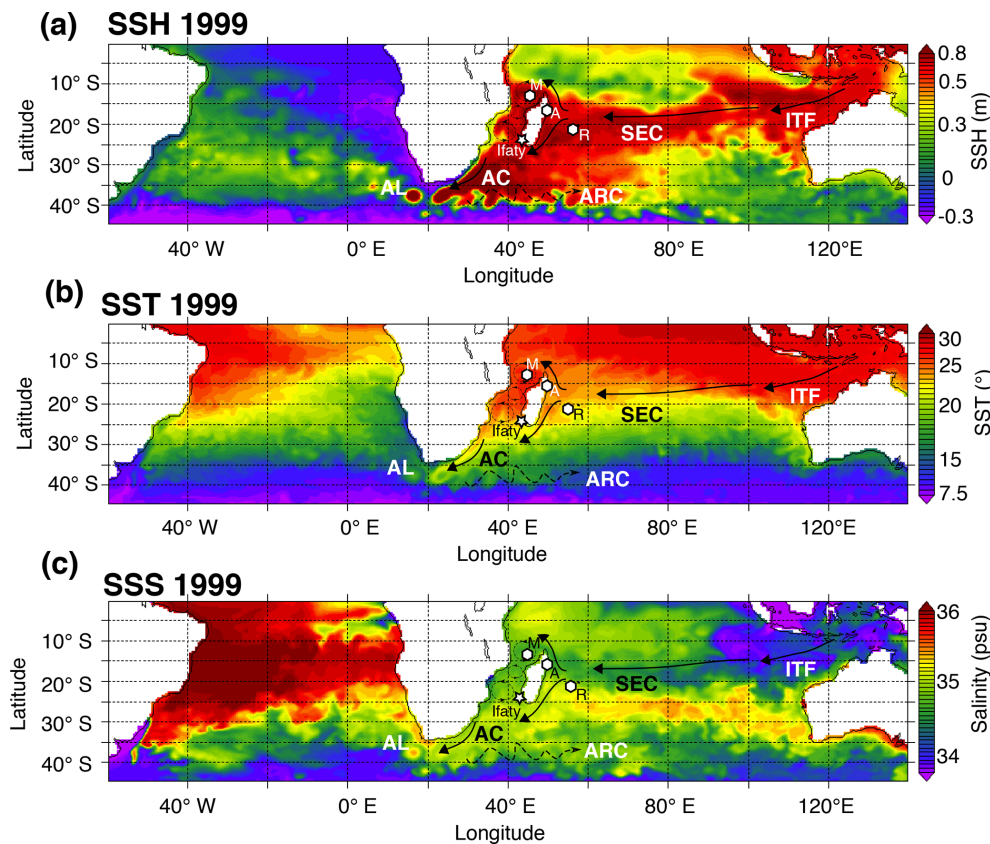 (a) SSH 1999
10° S
20° S
30° S
40° S
Latitude
M
A
R
Ifaty
SEC
ITF
AL
AC
ARC
40° W
0° E
40° E
80° E
120°E
Longitude
0.8
0.5
0.3
0
-0.3
SSH (m)
(b) SST 1999
10° S
20° S
30° S
40° S
Latitude
M
A
R
Ifaty
SEC
ITF
AL
AC
ARC
40° W
0° E
40° E
80° E
120°E
Longitude
30
25
20
15
10
7.5
SST (°)
(c) SSS 1999
10° S
20° S
30° S
40° S
Latitude
M
A
R
Ifaty
SEC
ITF
AL
AC
ARC
40° W
0° E
40° E
80° E
120°E
Longitude
36
35
34
Salinity (psu)